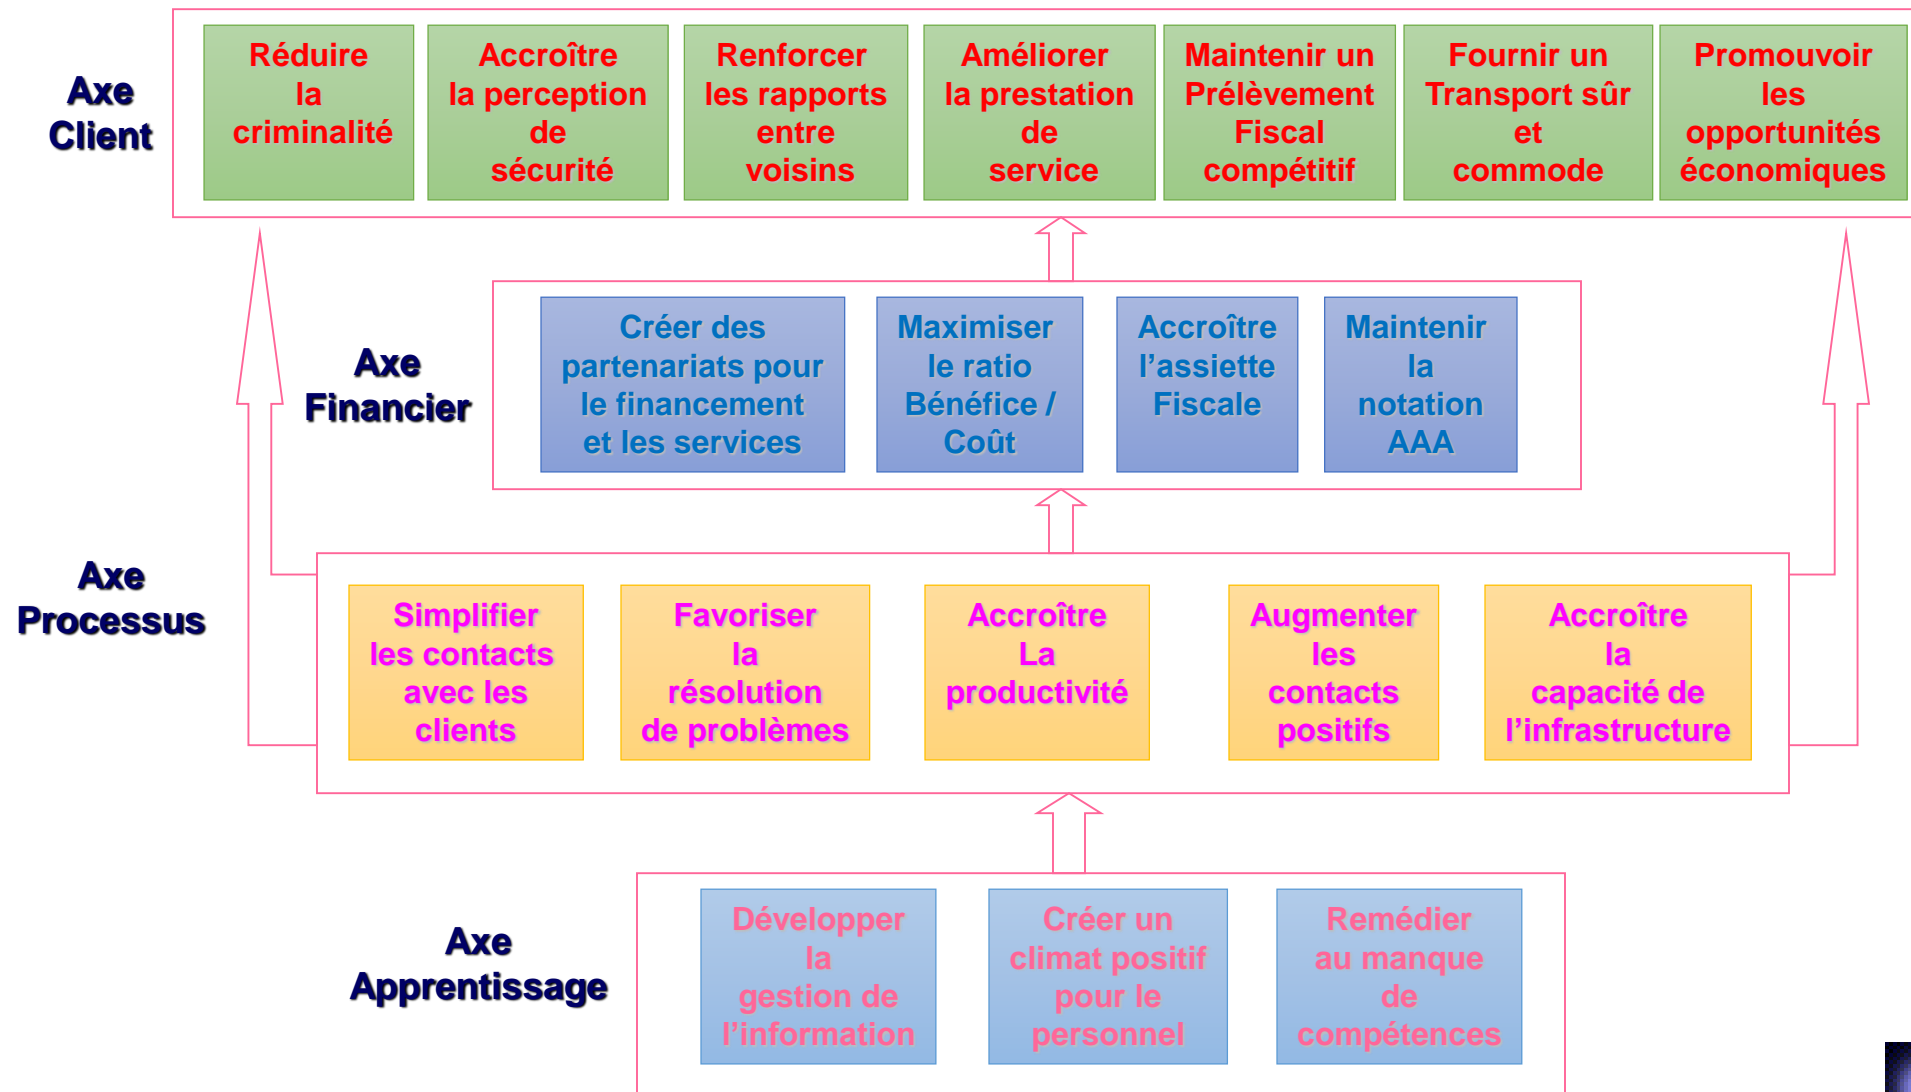 Axe
Client
Réduire
la
criminalité
Accroître
la perception
de
sécurité
Renforcer
les rapports
entre
voisins
Améliorer
la prestation
de
service
Maintenir un
Prélèvement
Fiscal
compétitif
Fournir un
Transport sûr
et
commode
Promouvoir
les
opportunités
économiques
Axe
Financier
Créer des
partenariats pour
le financement
et les services
Maximiser
le ratio
Bénéfice /
Coût
Accroître
l’assiette
Fiscale
Maintenir
la
notation
AAA
Axe
Processus
Simplifier
les contacts
avec les
clients
Favoriser
la
résolution
de problèmes
Accroître
La
productivité
Augmenter
les
contacts
positifs
Accroître
la
capacité de
l’infrastructure
Axe
Apprentissage
Développer
la
gestion de
l’information
Créer un
climat positif
pour le
personnel
Remédier
au manque
de
compétences